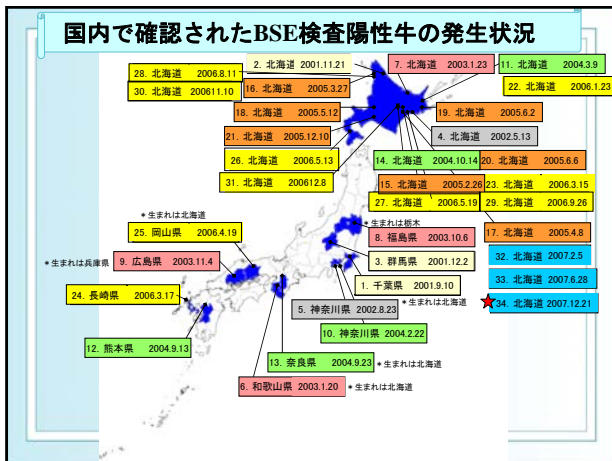 国内で確認されたBSE検査陽性牛の発生状況
2. 北海道 2001.11.21
7. 北海道 2003.1.23
11. 北海道 2004.3.9
28. 北海道 2006.8.11
30. 北海道 200611.10
16. 北海道 2005.3.27
22. 北海道 2006.1.23
18. 北海道 2005.5.12
19. 北海道 2005.6.2
21. 北海道 2005.12.10
4. 北海道 2002.5.13
26. 北海道 2006.5.13
14. 北海道 2004.10.14
20. 北海道 2005.6.6
31. 北海道 200612.8
15. 北海道 2005.2.26
23. 北海道 2006.3.15
27. 北海道 2006.5.19
29. 北海道 2006.9.26
*生まれは北海道
25. 岡山県 2006.4.19
*生まれは栃木
8. 福島県 2003.10.6
17. 北海道 2005.4.8
*生まれは兵庫県
9. 広島県 2003.11.4
3. 群馬県 2001.12.2
32. 北海道 2007.2.5
33. 北海道 2007.6.28
24. 長崎県 2006.3.17
1. 千葉県 2001.9.10
*生まれは北海道
34. 北海道 2007.12.21
5. 神奈川県 2002.8.23
10. 神奈川県 2004.2.22
12. 熊本県 2004.9.13
13. 奈良県 2004.9.23
*生まれは北海道
6. 和歌山県 2003.1.20
*生まれは北海道